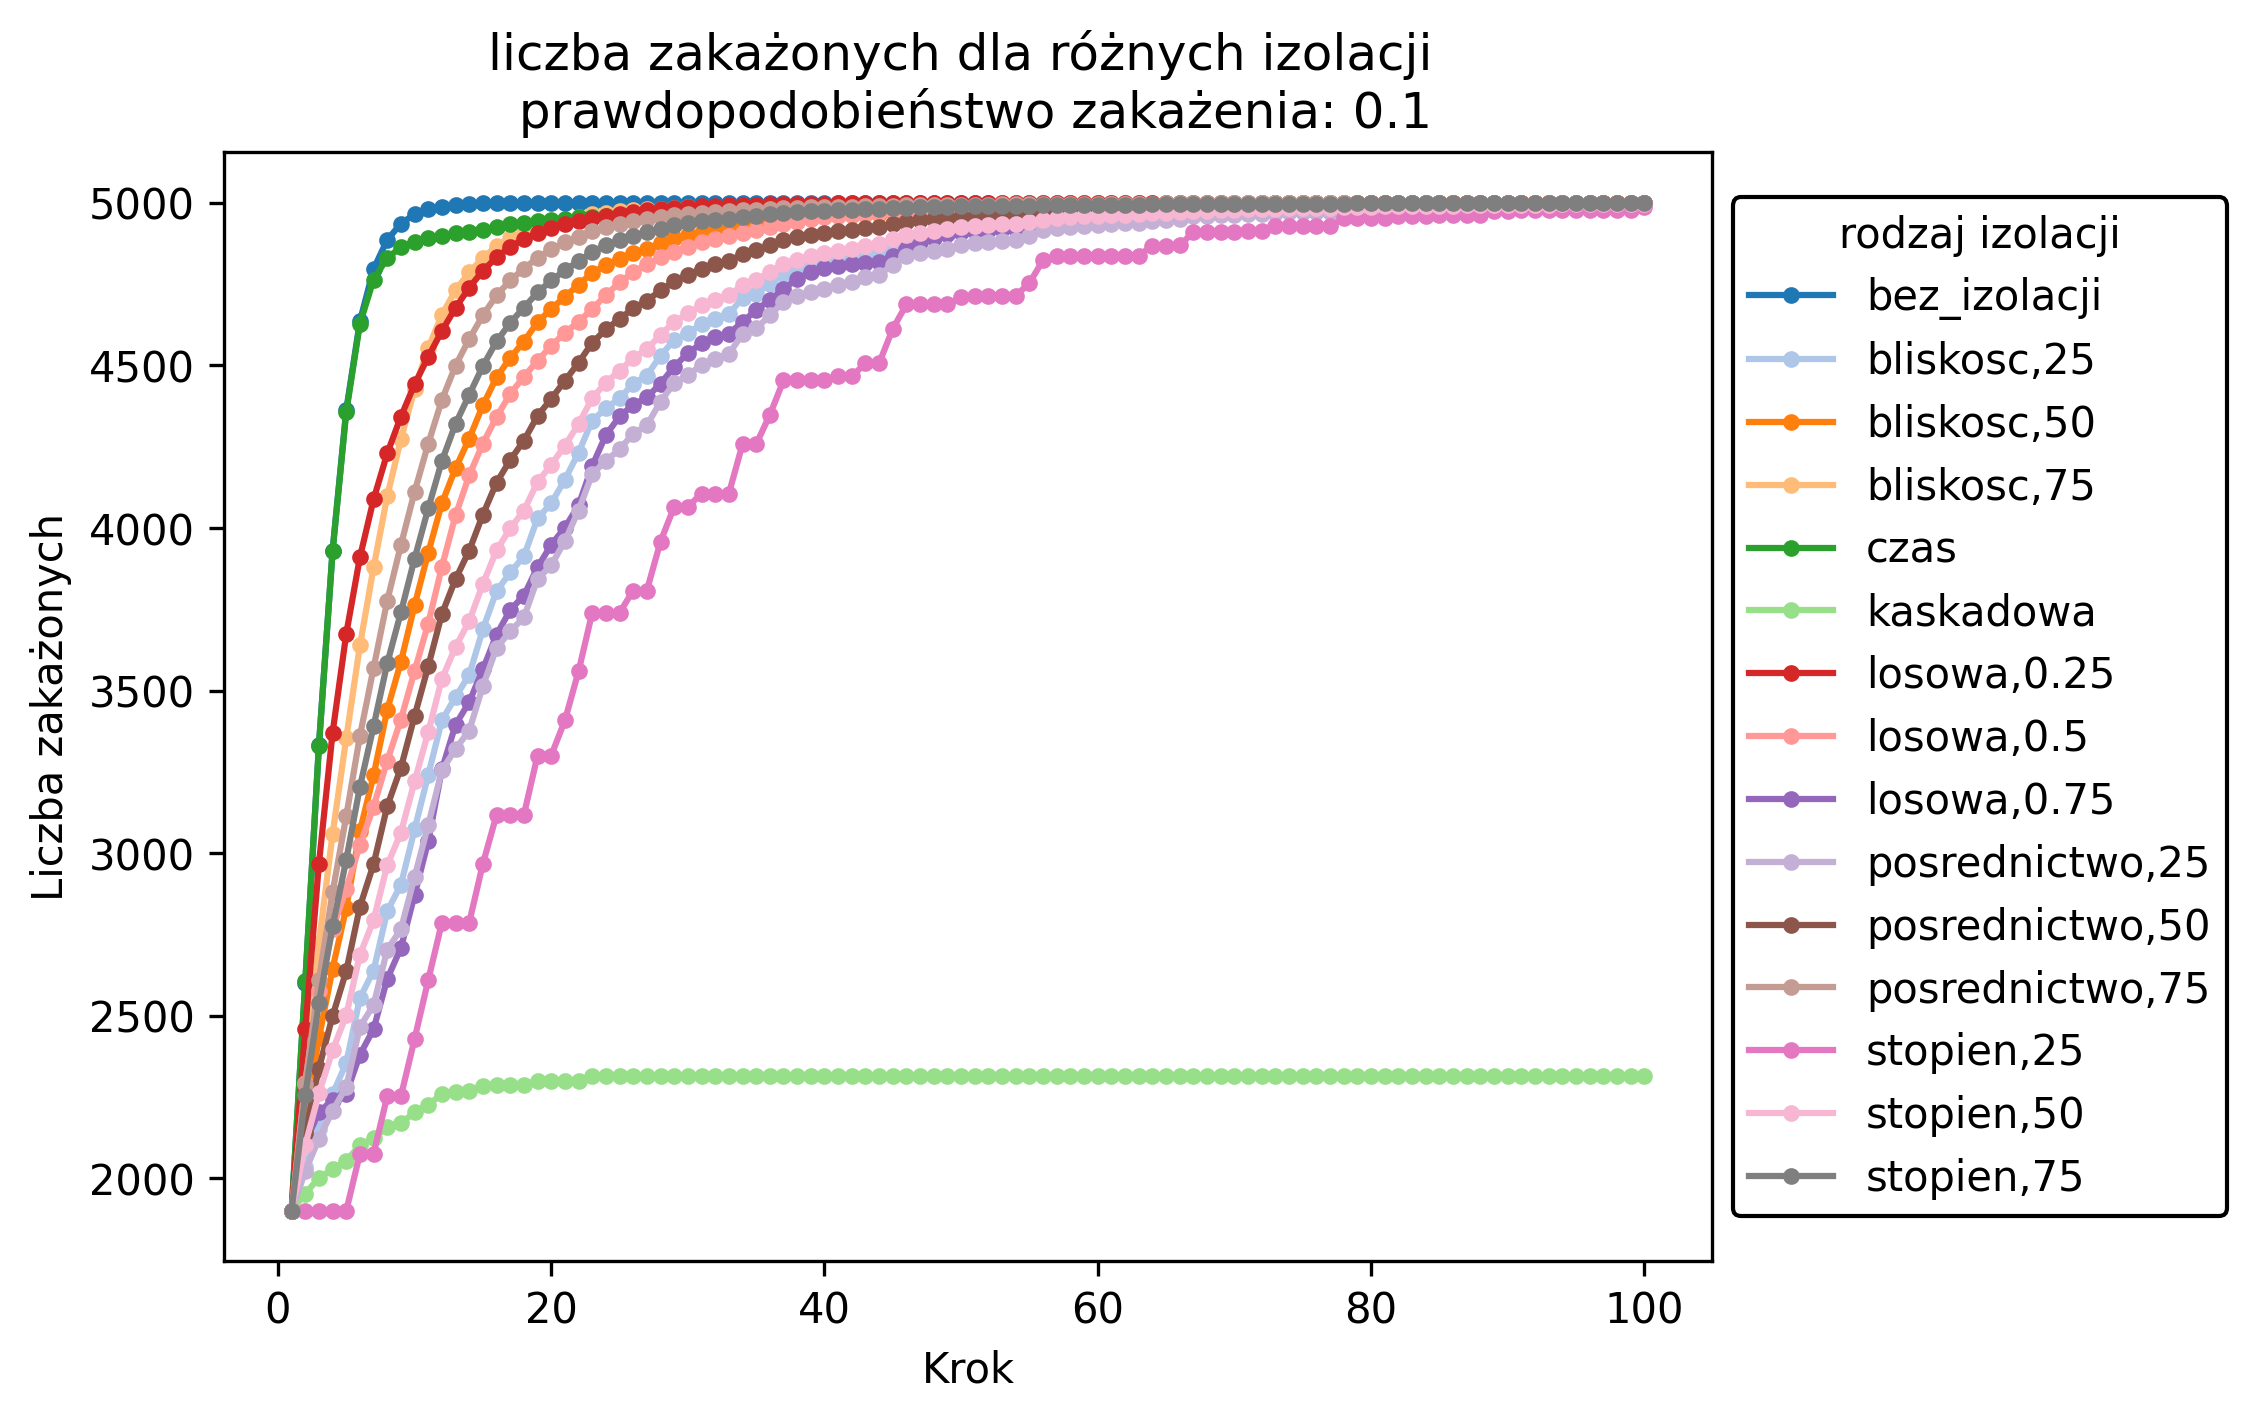 liczba zakażonych dla różnych izolacji
prawdopodobieństwo zakażenia: 0.1
Liczba zakażonych
5000
4500
4000
3500
3000
2500
2000
0
20
40
60
80
100
Krok
rodzaj izolacji
bez_izolacji
bliskosc,25
bliskosc,50
bliskosc,75
czas
kaskadowa
losowa,0.25
losowa,0.5
losowa,0.75
posrednictwo,25
posrednictwo,50
posrednictwo,75
stopien,25
stopien,50
stopien,75